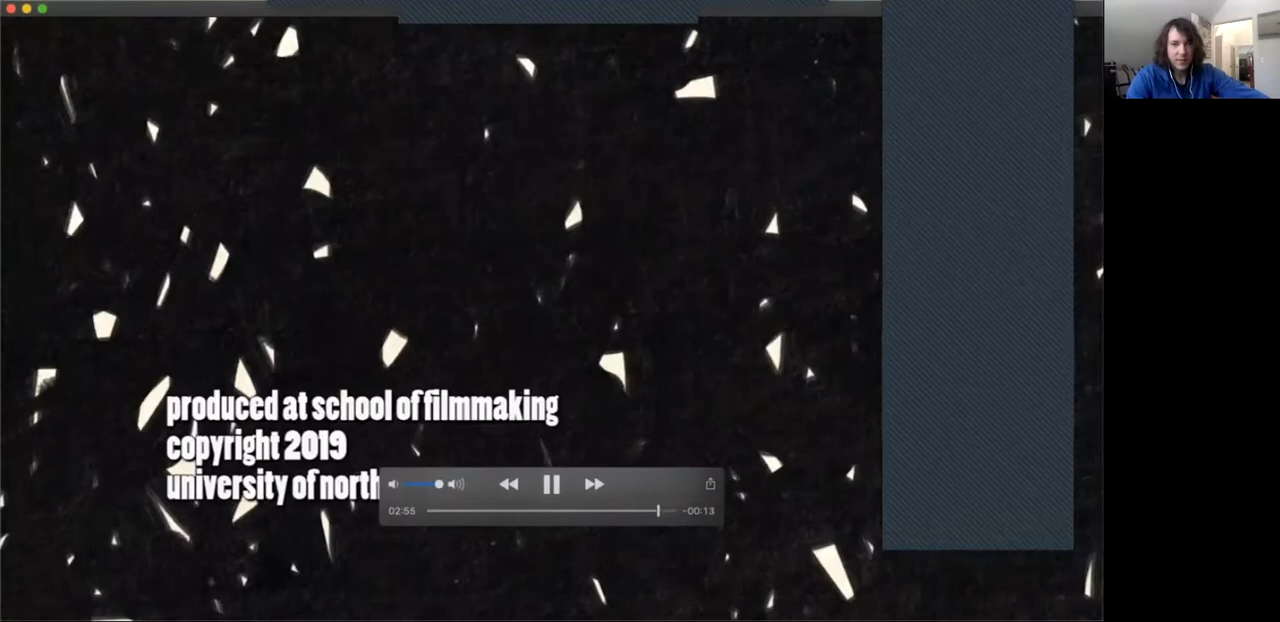 produced at school of filmmaking
copyright 2019
university of north
02:55
-00:13